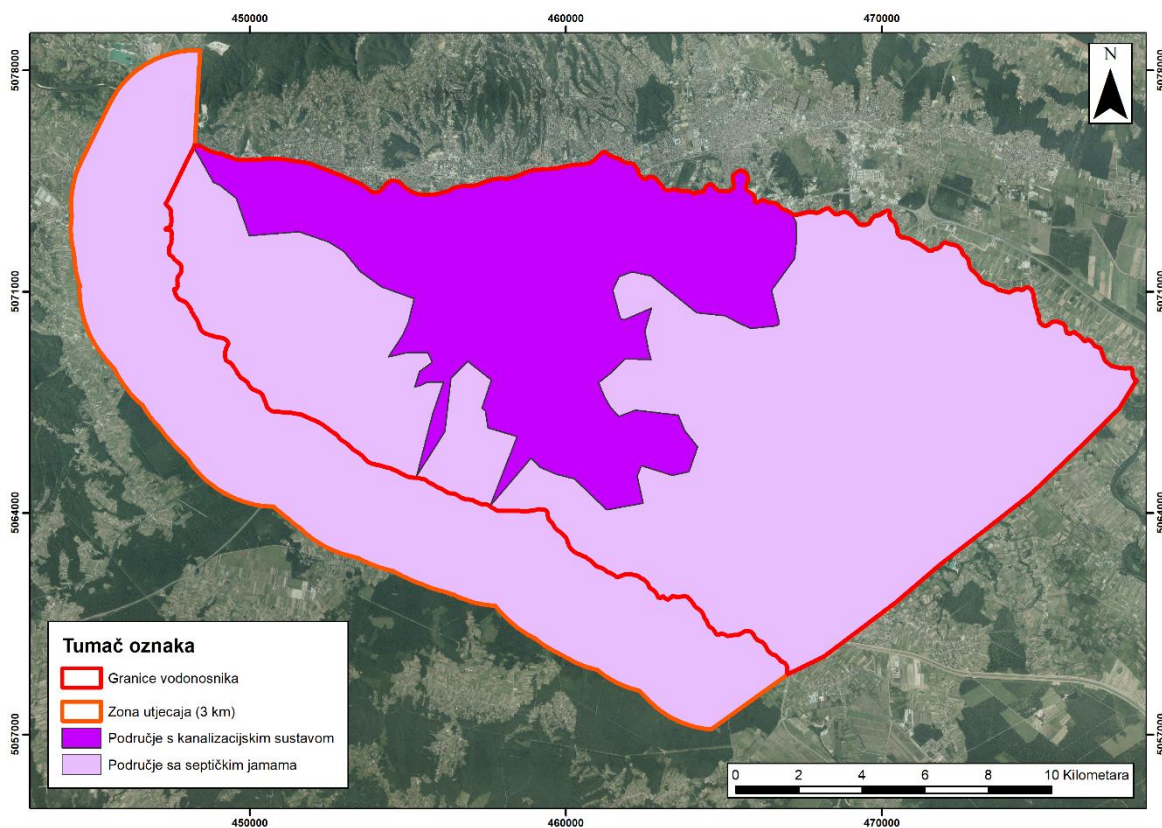 450000
460000
470000
5078000
5078000
N
5071000
5071000
5064000
5064000
Tumač oznaka
Granice vodonosnika
Zona utjecaja (3 km)
Područje s kanalizacijskim sustavom
Područje sa septičkim jamama
5057000
5057000
0 2 4 6 8 10 Kilometara
450000
460000
470000